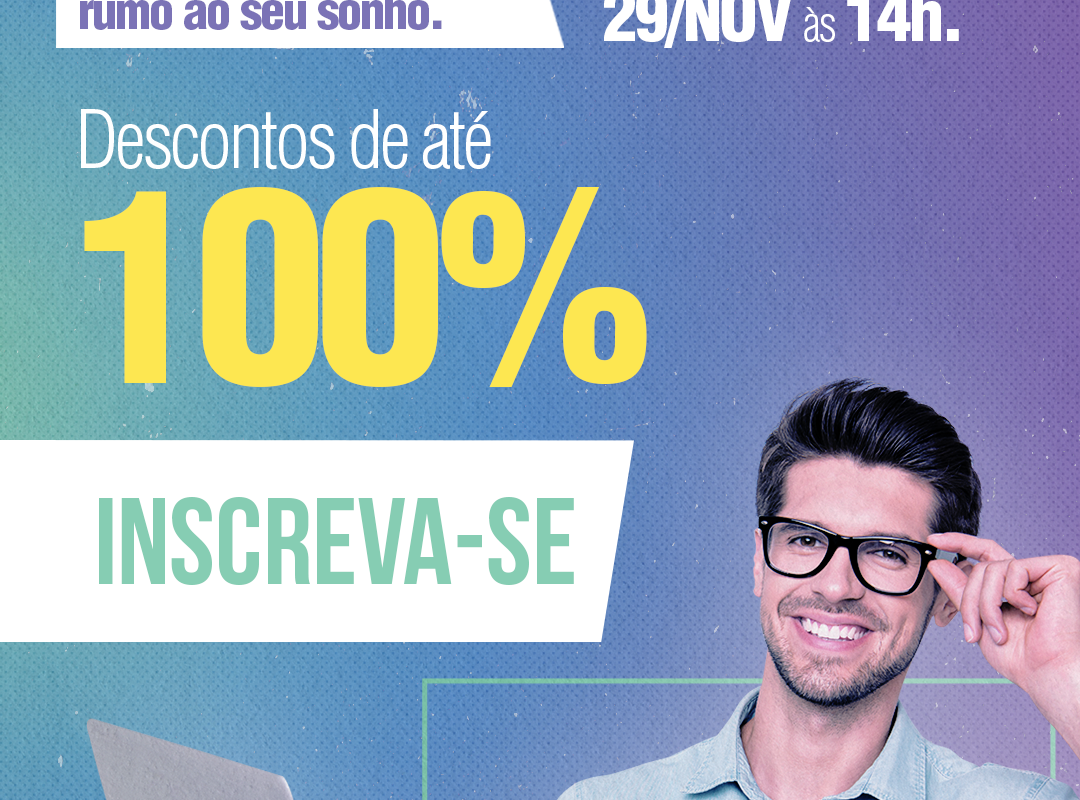 rumo ao seu sonho.
29/NOV às 14h.
Descontos de até
100%
INSCREVA-SE